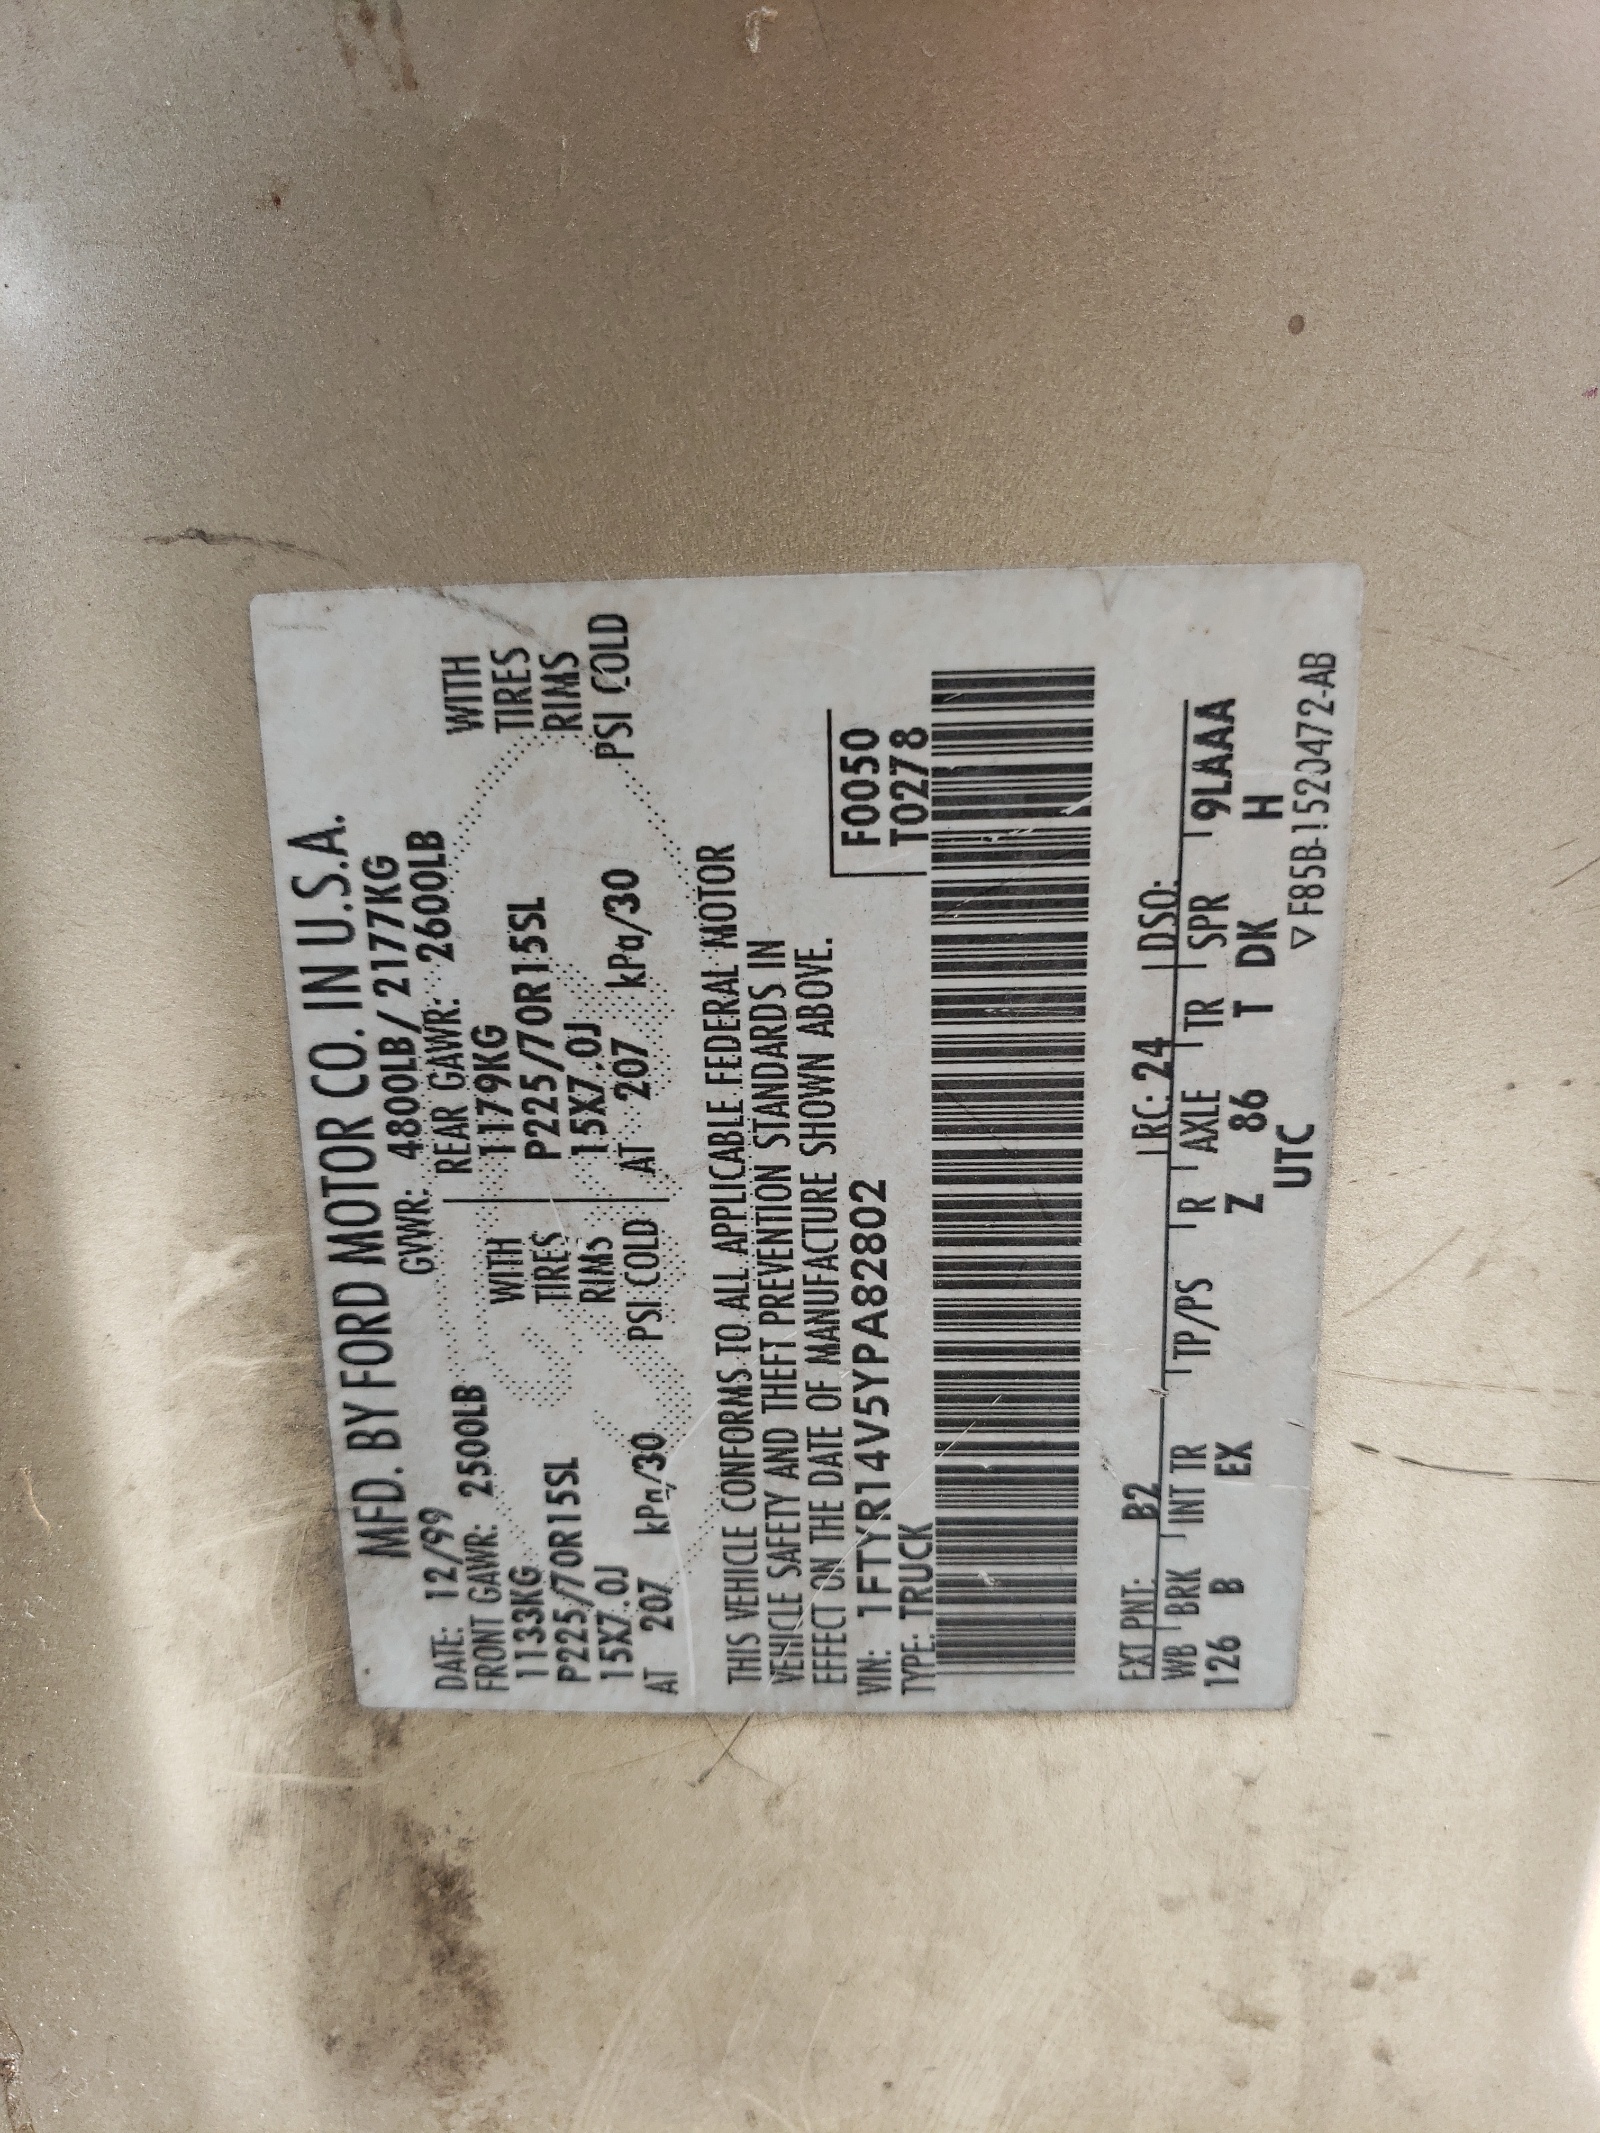 MFD. BY FORD MOTOR CO. IN U.S.A.
DATE: 12/99 GVWR: 4800LB/ 2177KG
FRONT GAWR: 2500LB REAR GAWR: 2600LB
1133KG WITH 1179KG WITH
P225/70R15SL TIRES P225/70R15SL TIRES
15X7.0J RIMS 15X7.0J RIMS
AT 207 kPa/30 PSI COLD AT 207 kPa/30 PSI COLD
THIS VEHICLE CONFORMS TO ALL APPLICABLE FEDERAL MOTOR
VEHICLE SAFETY AND THEFT PREVENTION STANDARDS IN
EFFECT ON THE DATE OF MANUFACTURE SHOWN ABOVE.
VIN: 1FTYR14V5YPA82802 F0050
TYPE: TRUCK T0278
EXT PNT: B2 RC: 24 DSO:
WB BRK INT TR TP/PS R AXLE TR SPR 9LAAA
126 B EX Z 86 T DK H
UTC
▽ F85B-1520472-AB